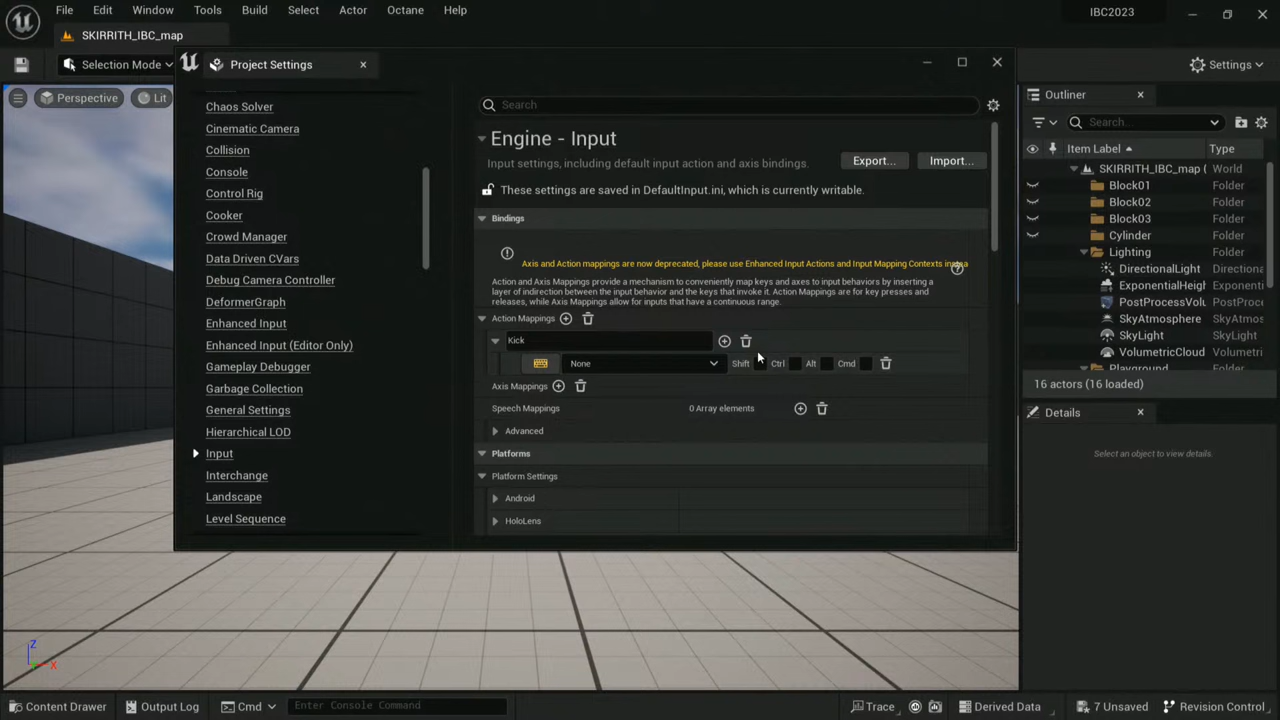 File Edit Window Tools Build Select Actor Octane Help
IBC2023
SKIRRITH_IBC_map
Selection Mode
Project Settings
Settings
Perspective
Lit
Chaos Solver
Cinematic Camera
Collision
Console
Control Rig
Cooker
Crowd Manager
Data Driven CVars
Debug Camera Controller
DeformerGraph
Enhanced Input
Enhanced Input (Editor Only)
Gameplay Debugger
Garbage Collection
General Settings
Hierarchical LOD
Input
Interchange
Landscape
Level Sequence
Search
Engine - Input
Input settings, including default input action and axis bindings.
Export... Import...
These settings are saved in DefaultInput.ini, which is currently writable.
Bindings
Axis and Action mappings are now deprecated, please use Enhanced Input Actions and Input Mapping Contexts
Action and Axis Mappings provide a mechanism to conveniently map keys and axes to input behaviors by inserting a
layer of indirection between the input behavior and the keys that invoke it. Action Mappings are for key presses and
releases, while Axis Mappings allow for inputs that have a continuous range.
Action Mappings
Kick
None Shift Ctrl Alt Cmd
Axis Mappings
Speech Mappings 0 Array elements
Advanced
Platforms
Platform Settings
Android
HoloLens
Outliner
Search...
Item Label Type
SKIRRITH_IBC_map ( World
Block01 Folder
Block02 Folder
Block03 Folder
Cylinder Folder
Lighting Folder
DirectionalLight Directiona
ExponentialHeig Exponentia
PostProcessVolu PostProce
SkyAtmosphere SkyAtmos
SkyLight SkyLight
VolumetricCloud Volumetric
Playground Folder
16 actors (16 loaded)
Details
Select an object to view details.
Z
X
Content Drawer Output Log Cmd Enter Console Command Trace Derived Data 7 Unsaved Revision Control